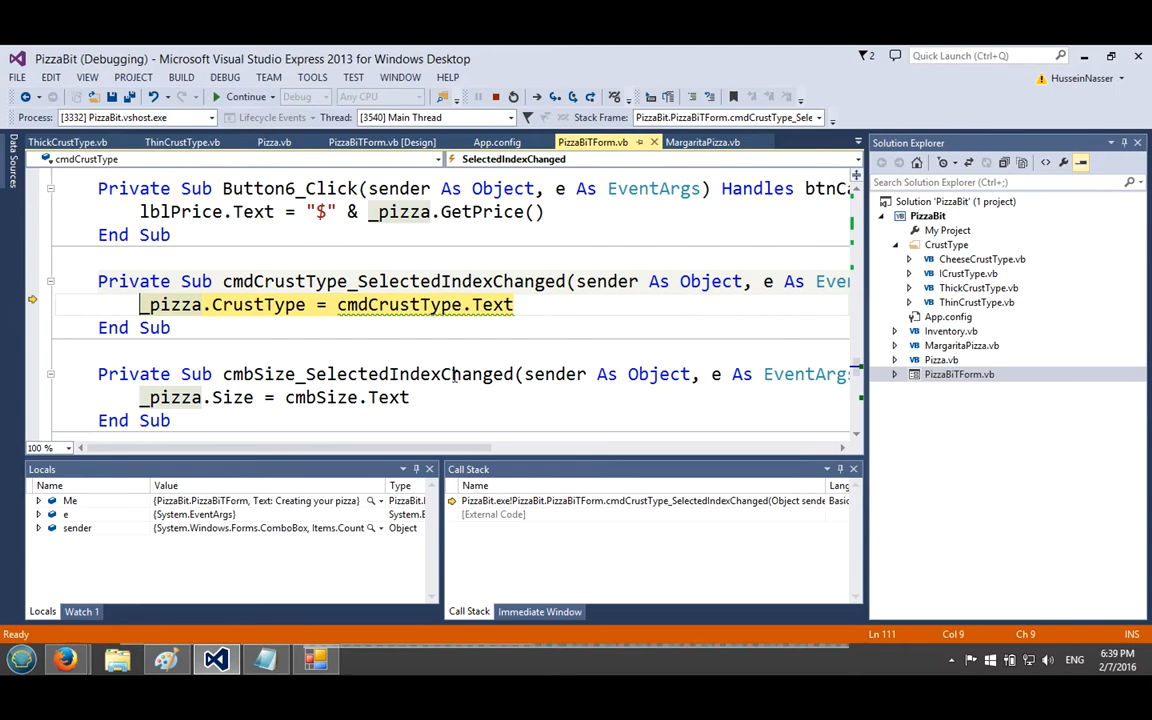 PizzaBit (Debugging) - Microsoft Visual Studio Express 2013 for Windows Desktop
2
Quick Launch (Ctrl+Q)
FILE EDIT VIEW PROJECT BUILD DEBUG TEAM TOOLS TEST WINDOW HELP
HusseinNasser
Continue Debug Any CPU
Process: [3332] PizzaBit.vshost.exe Lifecycle Events Thread: [3540] Main Thread Stack Frame: PizzaBit.PizzaBiTForm.cmdCrustType_Sele
Data Sources
ThickCrustType.vb ThinCrustType.vb Pizza.vb PizzaBiTForm.vb [Design] App.config PizzaBiTForm.vb MargaritaPizza.vb
cmdCrustType SelectedIndexChanged
Private Sub Button6_Click(sender As Object, e As EventArgs) Handles btnCa
lblPrice.Text = "$" & _pizza.GetPrice()
End Sub
Private Sub cmdCrustType_SelectedIndexChanged(sender As Object, e As Even
_pizza.CrustType = cmdCrustType.Text
End Sub
Private Sub cmbSize_SelectedIndexChanged(sender As Object, e As EventArgs
_pizza.Size = cmbSize.Text
End Sub
100 %
Solution Explorer
Search Solution Explorer (Ctrl+;)
Solution 'PizzaBit' (1 project)
PizzaBit
My Project
CrustType
CheeseCrustType.vb
ICrustType.vb
ThickCrustType.vb
ThinCrustType.vb
App.config
Inventory.vb
MargaritaPizza.vb
Pizza.vb
PizzaBiTForm.vb
Locals
Name Value Type
Me {PizzaBit.PizzaBiTForm, Text: Creating your pizza} PizzaBit.
e {System.EventArgs} System.E
sender {System.Windows.Forms.ComboBox, Items.Count Object
Locals Watch 1
Call Stack
Name Lang
PizzaBit.exe!PizzaBit.PizzaBiTForm.cmdCrustType_SelectedIndexChanged(Object sende Basic
[External Code]
Call Stack Immediate Window
Ready Ln 111 Col 9 Ch 9 INS
ENG
6:39 PM
2/7/2016